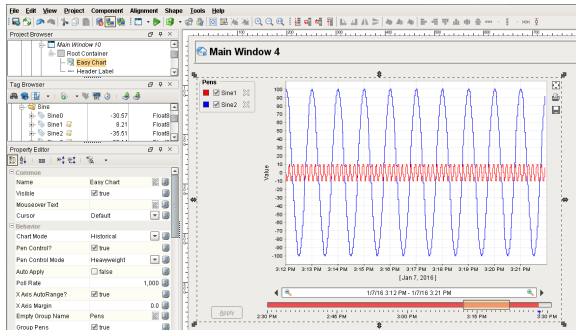 File Edit View Project Component Alignment Shape Tools Help
Project Browser
Main Window 10
Root Container
Easy Chart
Header Label
Tag Browser
Sine
Sine0 -30.57 Float8
Sine1 8.21 Float8
Sine2 -35.51 Float8
Property Editor
Common
Name Easy Chart
Visible true
Mouseover Text
Cursor Default
Behavior
Chart Mode Historical
Pen Control? true
Pen Control Mode Heavyweight
Auto Apply false
Poll Rate 1,000
X Axis AutoRange? true
X Axis Margin 0.0
Empty Group Name Pens
Group Pens true
Main Window 4
Pens
Sine1
Sine2
Apply
Value
100
90
80
70
60
50
40
30
20
10
0
-10
-20
-30
-40
-50
-60
-70
-80
-90
-100
3:12 PM 3:13 PM 3:14 PM 3:15 PM 3:16 PM 3:17 PM 3:18 PM 3:19 PM 3:20 PM 3:21 PM
[Jan 7, 2016]
1/7/16 3:12 PM - 1/7/16 3:21 PM
2:30 PM 2:45 PM 3:00 PM 3:15 PM 3:30 PM